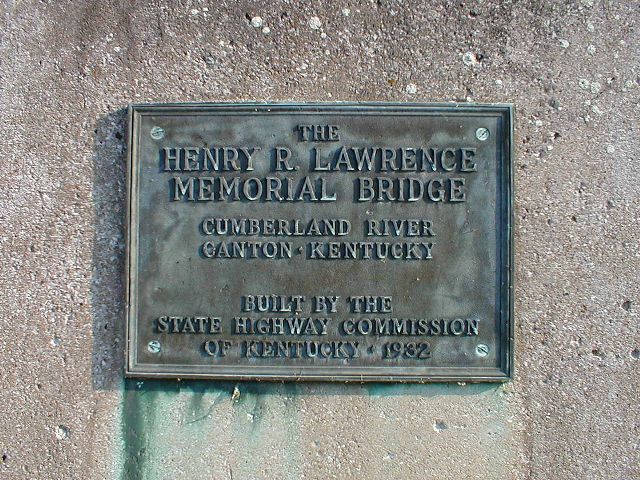 THE
HENRY R. LAWRENCE
MEMORIAL BRIDGE
CUMBERLAND RIVER
CANTON · KENTUCKY
BUILT BY THE
STATE HIGHWAY COMMISSION
OF KENTUCKY · 1932